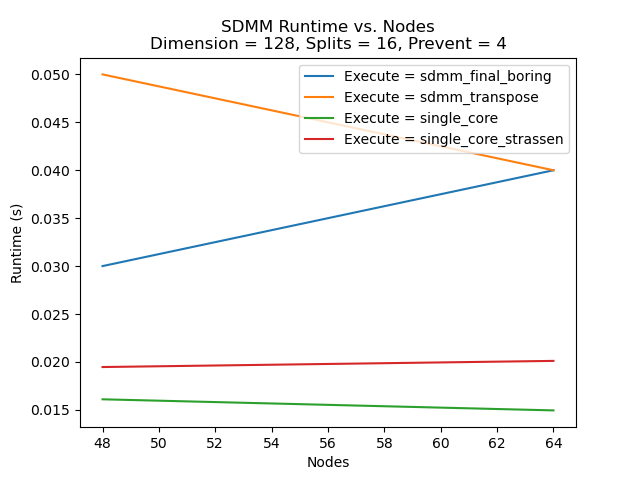 SDMM Runtime vs. Nodes
Dimension = 128, Splits = 16, Prevent = 4
Execute = sdmm_final_boring
Execute = sdmm_transpose
Execute = single_core
Execute = single_core_strassen
Runtime (s)
0.050
0.045
0.040
0.035
0.030
0.025
0.020
0.015
48 50 52 54 56 58 60 62 64
Nodes